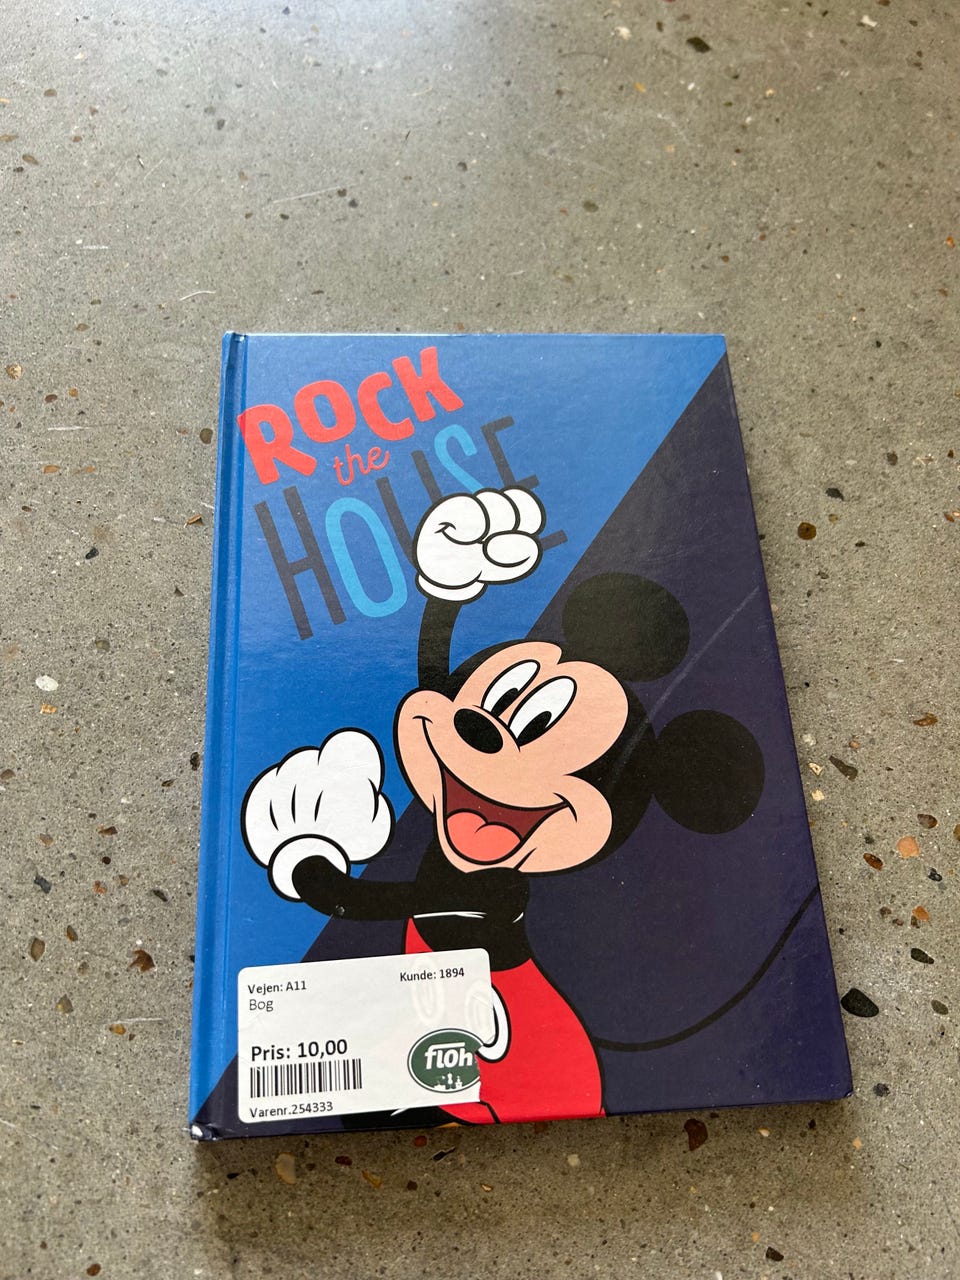 ROCK
the
HOUSE
Vejen: A11
Kunde: 1894
Bog
Pris: 10,00
floh
Varenr.254333